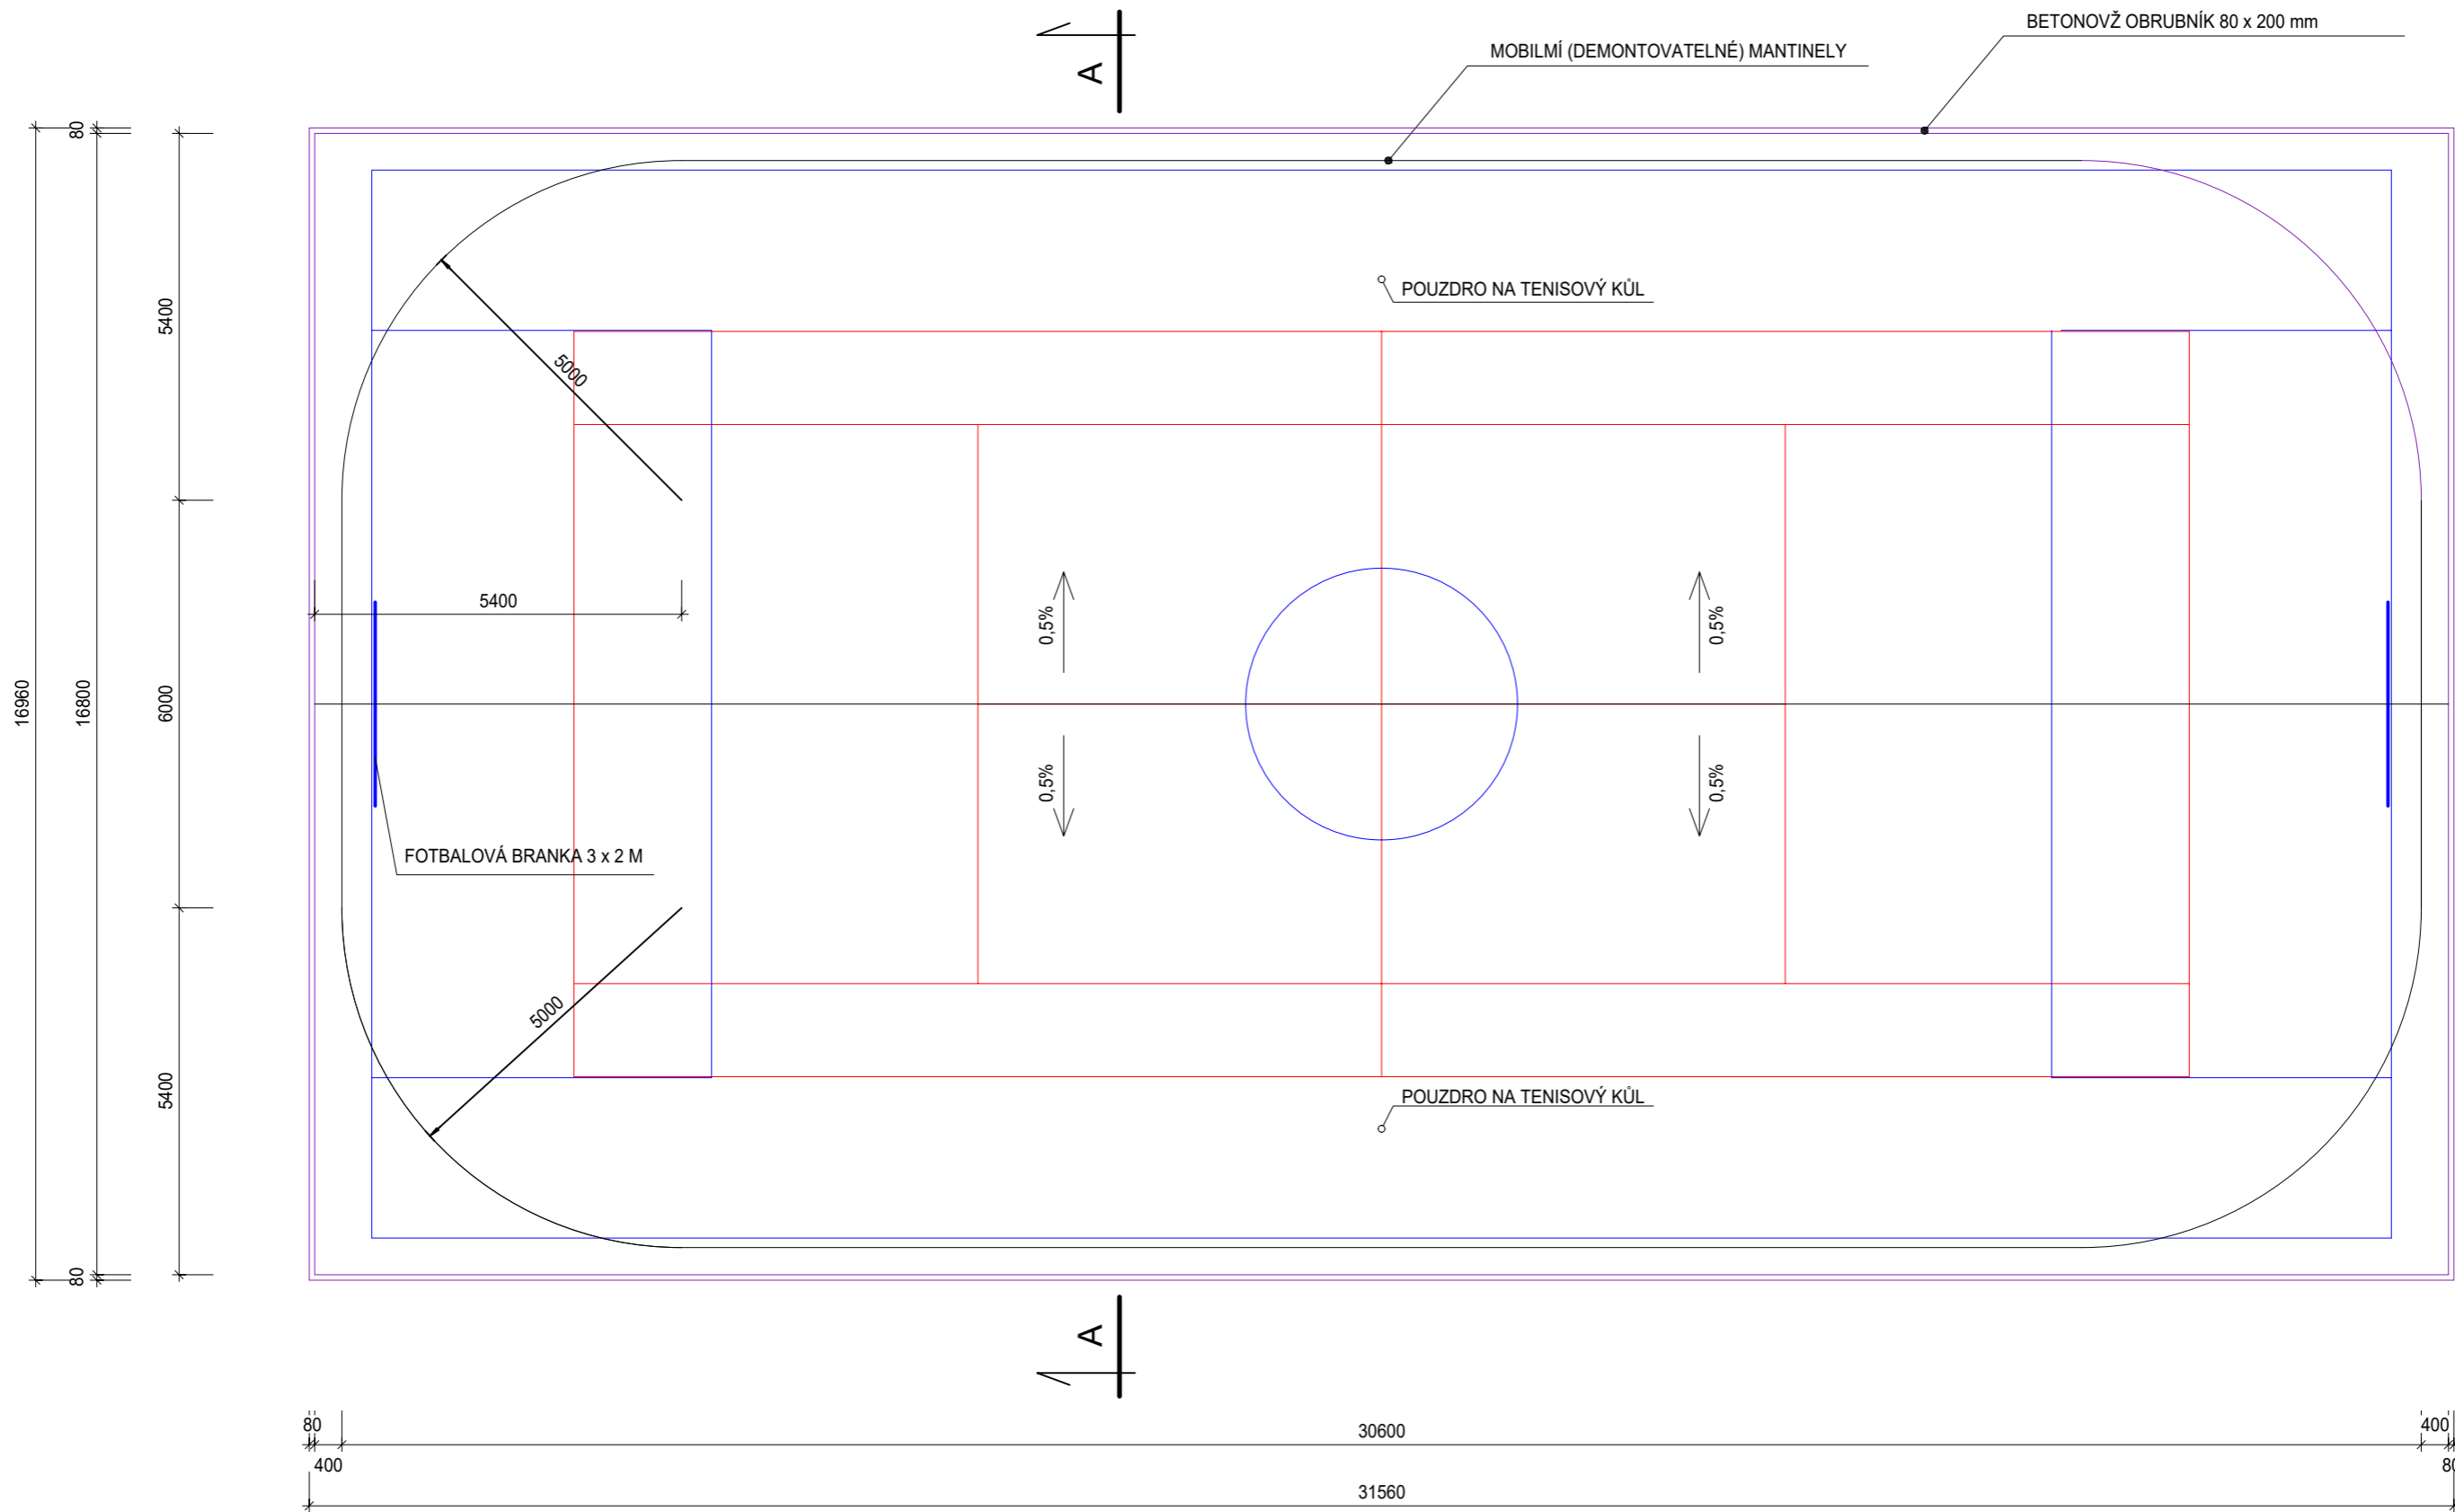 BETONOVŽ OBRUBNÍK 80 x 200 mm
MOBILMÍ (DEMONTOVATELNÉ) MANTINELY
A
80
5400
POUZDRO NA TENISOVÝ KŮL
5000
5400
0,5%
0,5%
16960
16800
6000
0,5%
0,5%
FOTBALOVÁ BRANKA 3 x 2 M
5000
5400
POUZDRO NA TENISOVÝ KŮL
80
A
80
30600
400
400
80
31560